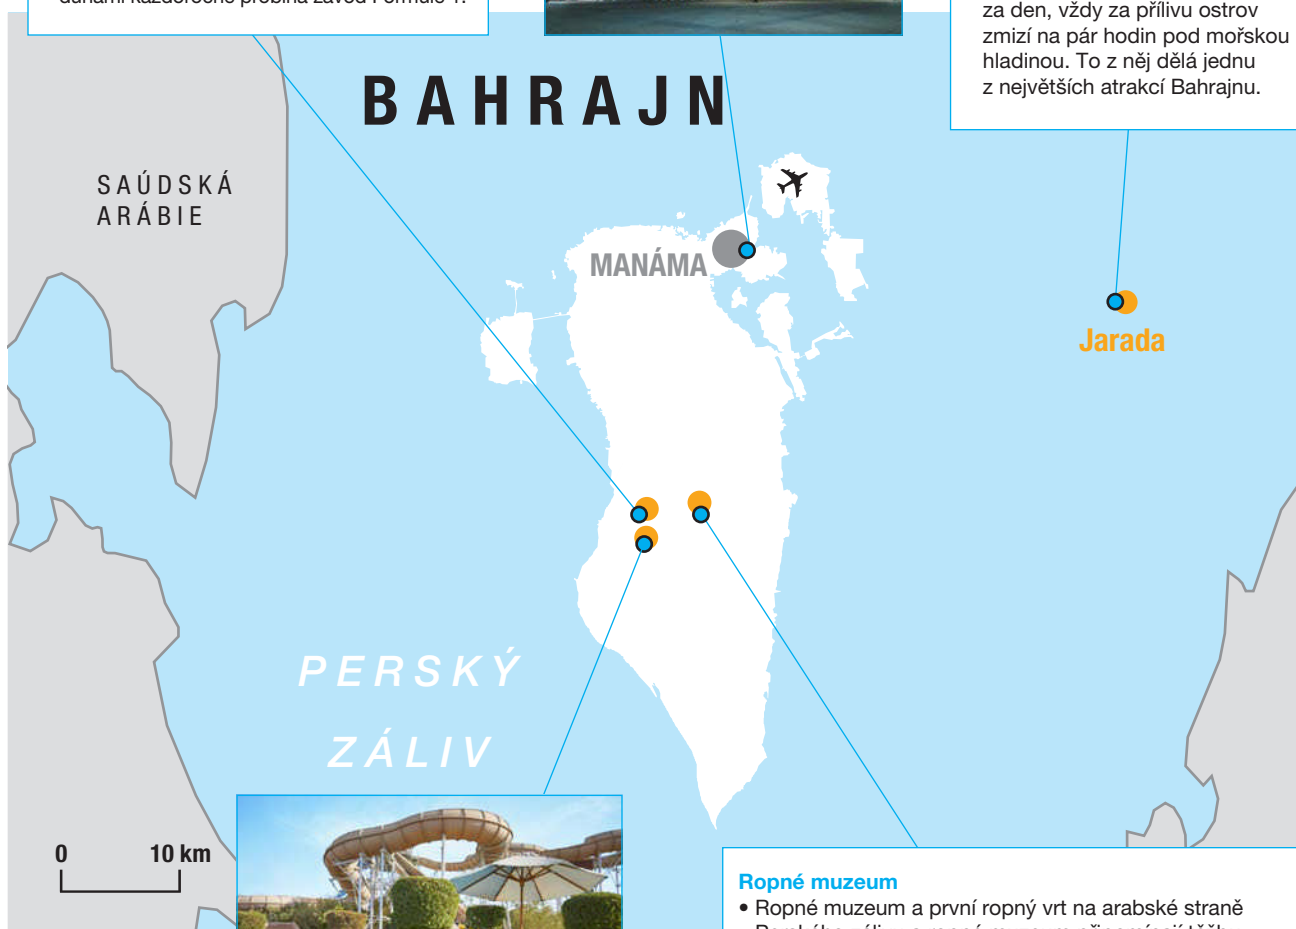 za den, vždy za přílivu ostrov
zmizí na pár hodin pod mořskou
hladinou. To z něj dělá jednu
z největších atrakcí Bahrajnu.
BAHRAJN
SAÚDSKÁ
ARÁBIE
MANÁMA
Jarada
PERSKÝ
ZÁLIV
0 10 km
Ropné muzeum
• Ropné muzeum a první ropný vrt na arabské straně